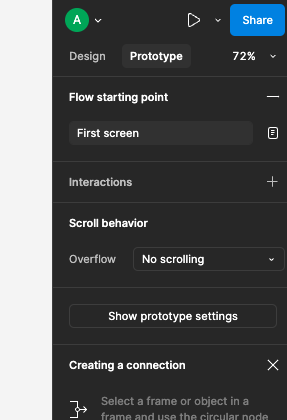 A
Share
Design Prototype 72%
Flow starting point
First screen
Interactions
Scroll behavior
Overflow No scrolling
Show prototype settings
Creating a connection
Select a frame or object in a
frame and use the circular node